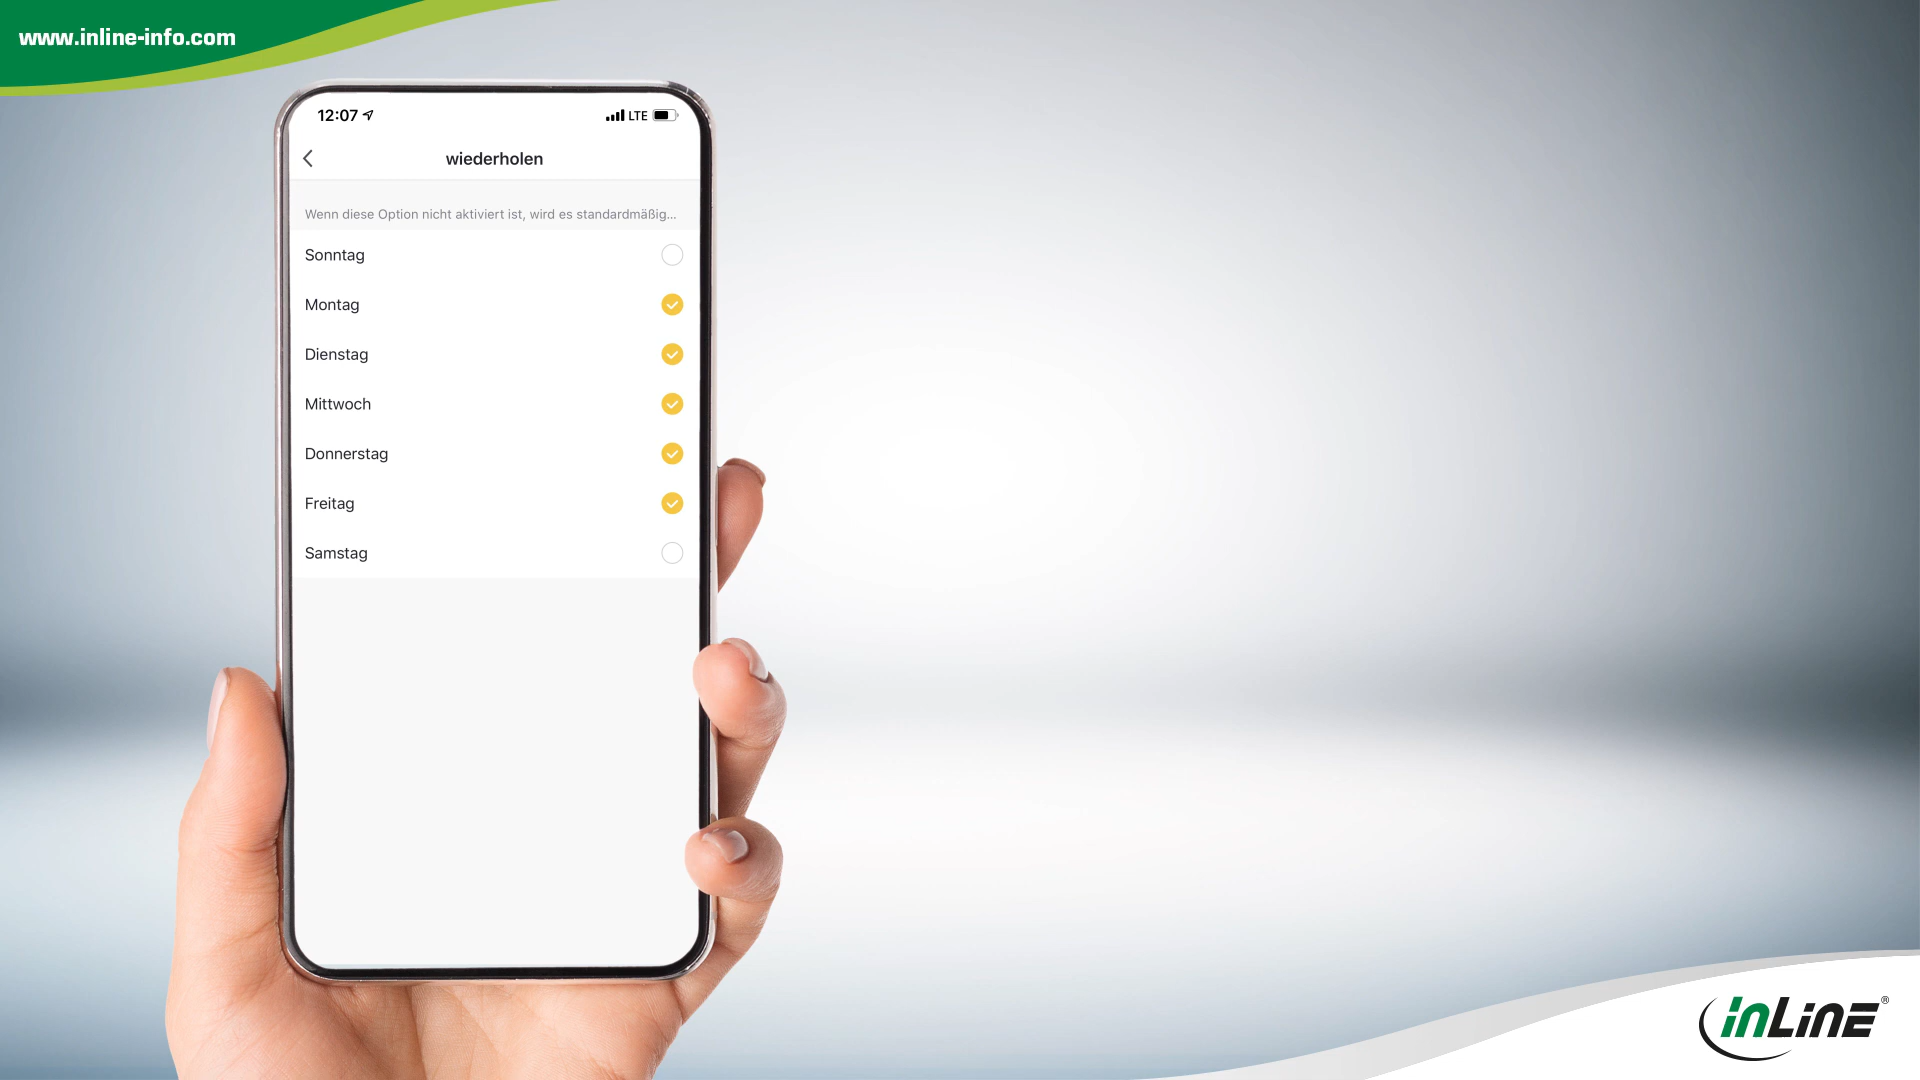 www.inline-info.com
12:07
LTE
wiederholen
Wenn diese Option nicht aktiviert ist, wird es standardmäßig...
Sonntag
Montag
Dienstag
Mittwoch
Donnerstag
Freitag
Samstag
inLine®